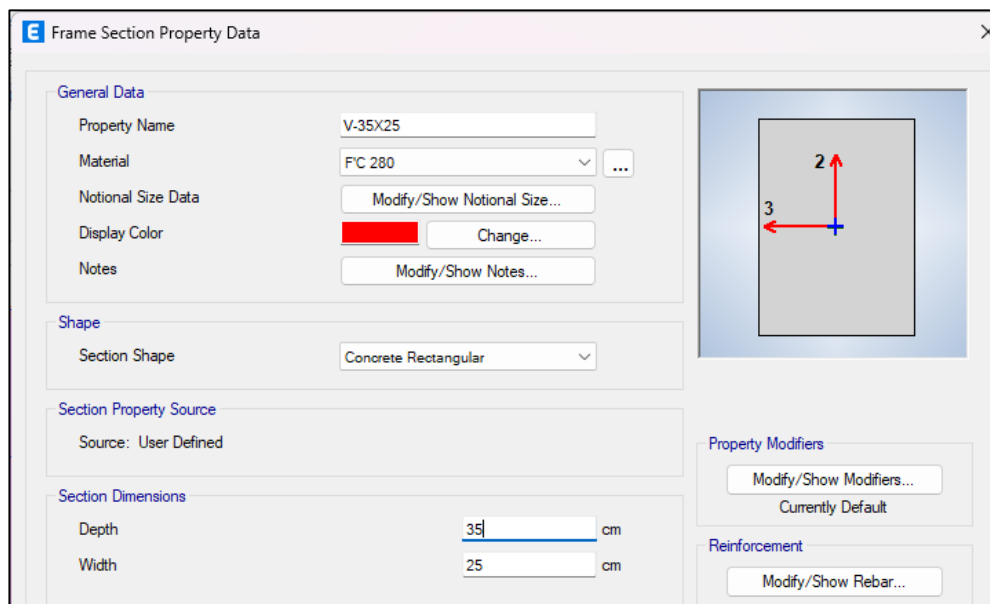 E Frame Section Property Data
General Data
Property Name V-35X25
Material F'C 280 ...
Notional Size Data Modify/Show Notional Size...
Display Color Change...
Notes Modify/Show Notes...
Shape
Section Shape Concrete Rectangular
Section Property Source
Source: User Defined
Section Dimensions
Depth 35 cm
Width 25 cm
2
3
Property Modifiers
Modify/Show Modifiers...
Currently Default
Reinforcement
Modify/Show Rebar...